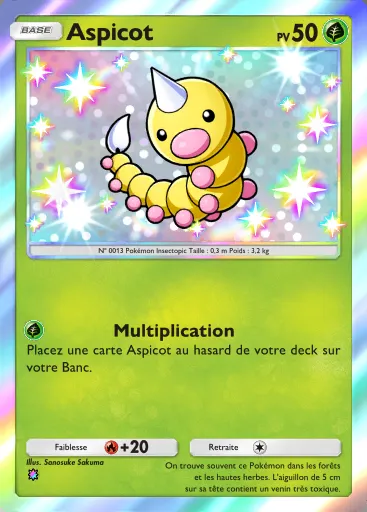 BASE Aspicot PV 50
N° 0013 Pokémon Insectopic Taille : 0,3 m Poids : 3,2 kg
Multiplication
Placez une carte Aspicot au hasard de votre deck sur
votre Banc.
Faiblesse +20 Retraite
Illus. Sanosuke Sakuma
On trouve souvent ce Pokémon dans les forêts
et les hautes herbes. L'aiguillon de 5 cm
sur sa tête contient un venin très toxique.